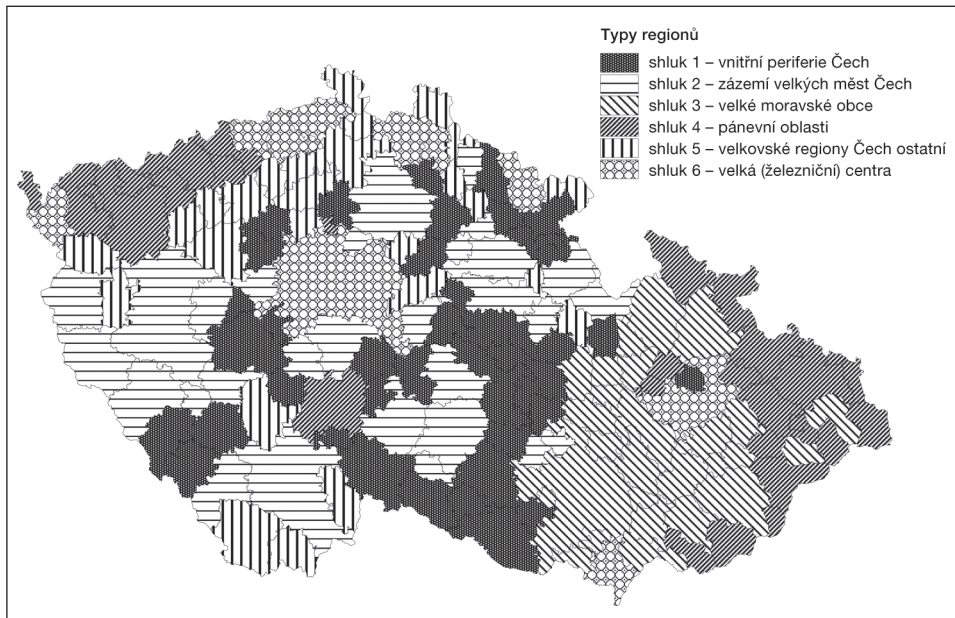 Typy regionů
shluk 1 – vnitřní periferie Čech
shluk 2 – zázemí velkých měst Čech
shluk 3 – velké moravské obce
shluk 4 – pánevní oblasti
shluk 5 – velkovské regiony Čech ostatní
shluk 6 – velká (železniční) centra